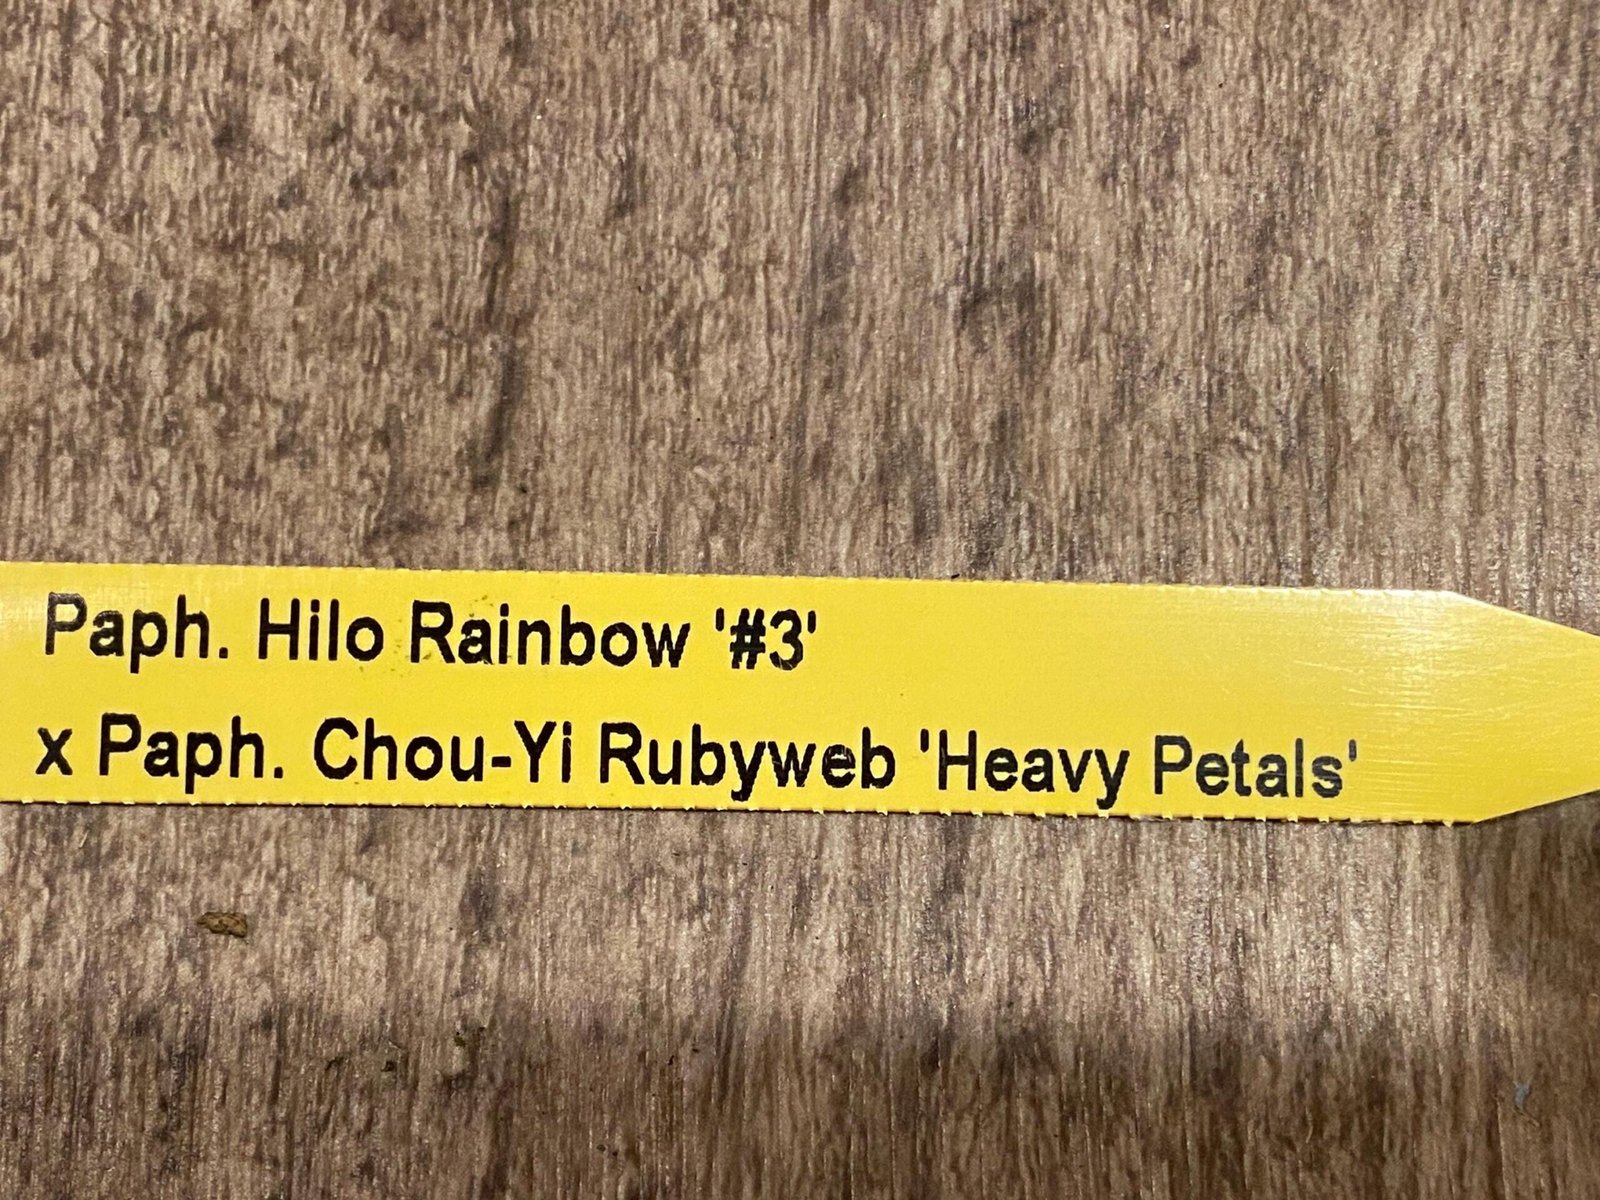 Paph. Hilo Rainbow '#3'
x Paph. Chou-Yi Rubyweb 'Heavy Petals'